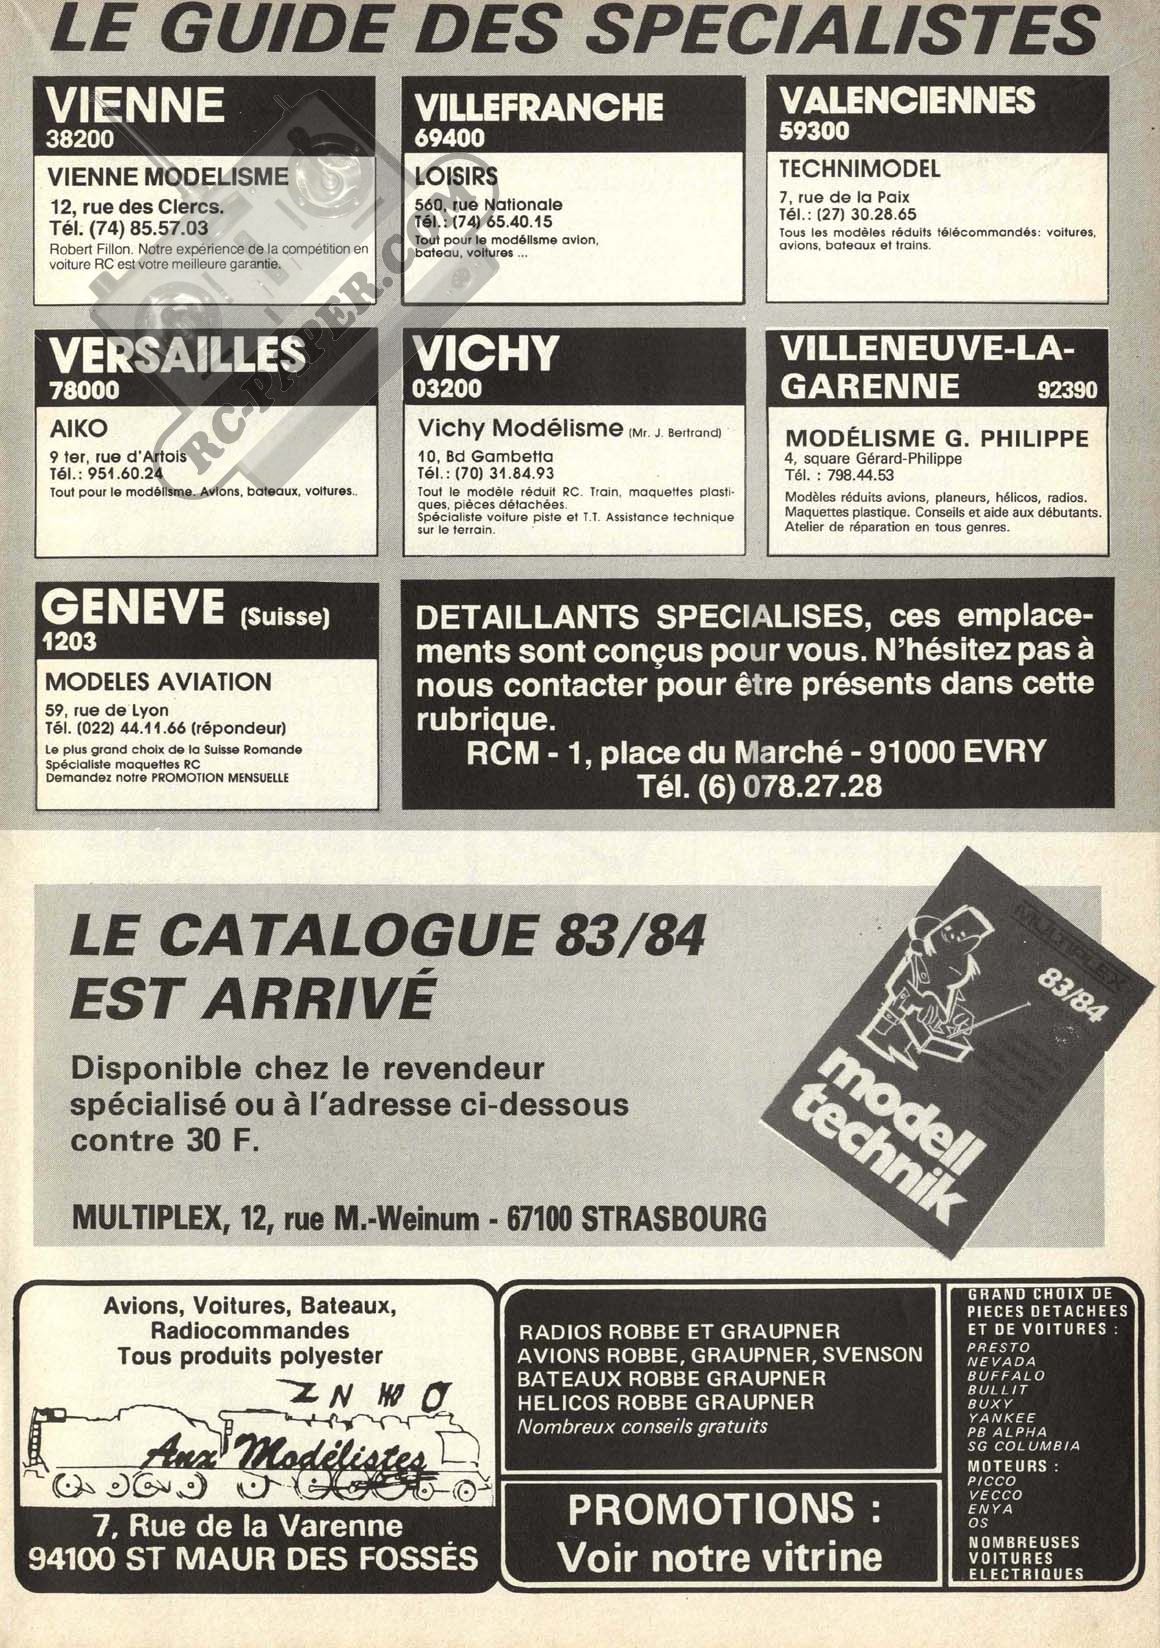 LE GUIDE DES SPECIALISTES
VIENNE
38200
VIENNE MODELISME
12, rue des Clercs.
Tél. (74) 85.57.03
Robert Fillon. Notre expérience de la compétition en
voiture RC est votre meilleure garantie.
VILLEFRANCHE
69400
LOISIRS
560, rue Nationale
Tél.: (74) 65.40.15
Tout pour le modélisme avion,
bateau, voitures ...
VALENCIENNES
59300
TECHNIMODEL
7, rue de la Paix
Tél.: (27) 30.28.65
Tous les modèles réduits télécommandés: voitures,
avions, bateaux et trains.
RC-PAPER.COM
VERSAILLES
78000
AIKO
9 ter, rue d'Artois
Tél.: 951.60.24
Tout pour le modélisme. Avions, bateaux, voitures..
VICHY
03200
Vichy Modélisme (Mr. J. Bertrand)
10, Bd Gambetta
Tél.: (70) 31.84.93
Tout le modèle réduit RC. Train, maquettes plasti-
ques, pièces détachées.
Spécialiste voiture piste et T.T. Assistance technique
sur le terrain.
VILLENEUVE-LA-
GARENNE 92390
MODÉLISME G. PHILIPPE
4, square Gérard-Philippe
Tél. : 798.44.53
Modèles réduits avions, planeurs, hélicos, radios.
Maquettes plastique. Conseils et aide aux débutants.
Atelier de réparation en tous genres.
GENEVE (Suisse)
1203
MODELES AVIATION
59, rue de Lyon
Tél. (022) 44.11.66 (répondeur)
Le plus grand choix de la Suisse Romande
Spécialiste maquettes RC
Demandez notre PROMOTION MENSUELLE
DETAILLANTS SPECIALISES, ces emplace-
ments sont conçus pour vous. N'hésitez pas à
nous contacter pour être présents dans cette
rubrique.
RCM - 1, place du Marché - 91000 EVRY
Tél. (6) 078.27.28
LE CATALOGUE 83/84
EST ARRIVÉ
Disponible chez le revendeur
spécialisé ou à l'adresse ci-dessous
contre 30 F.
MULTIPLEX, 12, rue M.-Weinum - 67100 STRASBOURG
MULTIPLEX
83/84
modell
technik
Avions, Voitures, Bateaux,
Radiocommandes
Tous produits polyester
Z N HO O
Aux Modélistes
7, Rue de la Varenne
94100 ST MAUR DES FOSSÉS
RADIOS ROBBE ET GRAUPNER
AVIONS ROBBE, GRAUPNER, SVENSON
BATEAUX ROBBE GRAUPNER
HELICOS ROBBE GRAUPNER
Nombreux conseils gratuits
PROMOTIONS :
Voir notre vitrine
GRAND CHOIX DE
PIECES DETACHEES
ET DE VOITURES :
PRESTO
NEVADA
BUFFALO
BULLIT
BUXY
YANKEE
PB ALPHA
SG COLUMBIA
MOTEURS :
PICCO
VECCO
ENYA
OS
NOMBREUSES
VOITURES
ELECTRIQUES